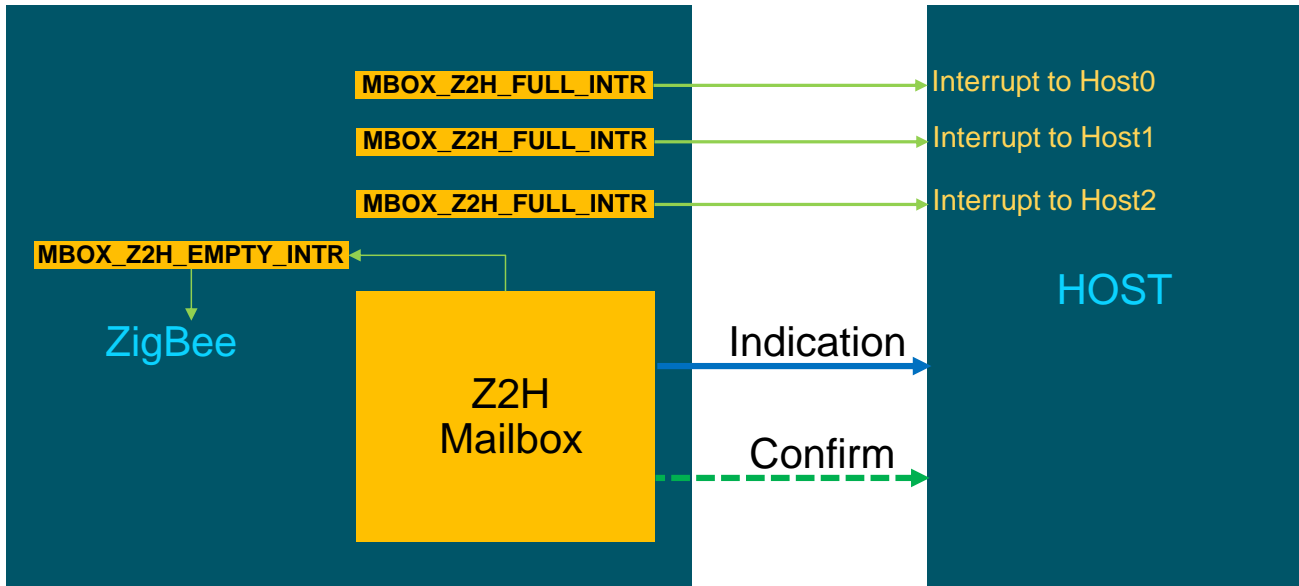 MBOX_Z2H_FULL_INTR
Interrupt to Host0
MBOX_Z2H_FULL_INTR
Interrupt to Host1
MBOX_Z2H_FULL_INTR
Interrupt to Host2
MBOX_Z2H_EMPTY_INTR
HOST
ZigBee
Indication
Z2H
Mailbox
Confirm